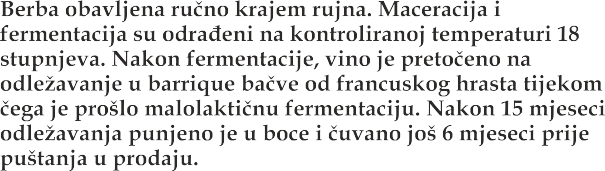 Berba obavljena ručno krajem rujna. Maceracija i
fermentacija su odrađeni na kontroliranoj temperaturi 18
stupnjeva. Nakon fermentacije, vino je pretočeno na
odležavanje u barrique bačve od francuskog hrasta tijekom
čega je prošlo malolaktičnu fermentaciju. Nakon 15 mjeseci
odležavanja punjeno je u boce i čuvano još 6 mjeseci prije
puštanja u prodaju.